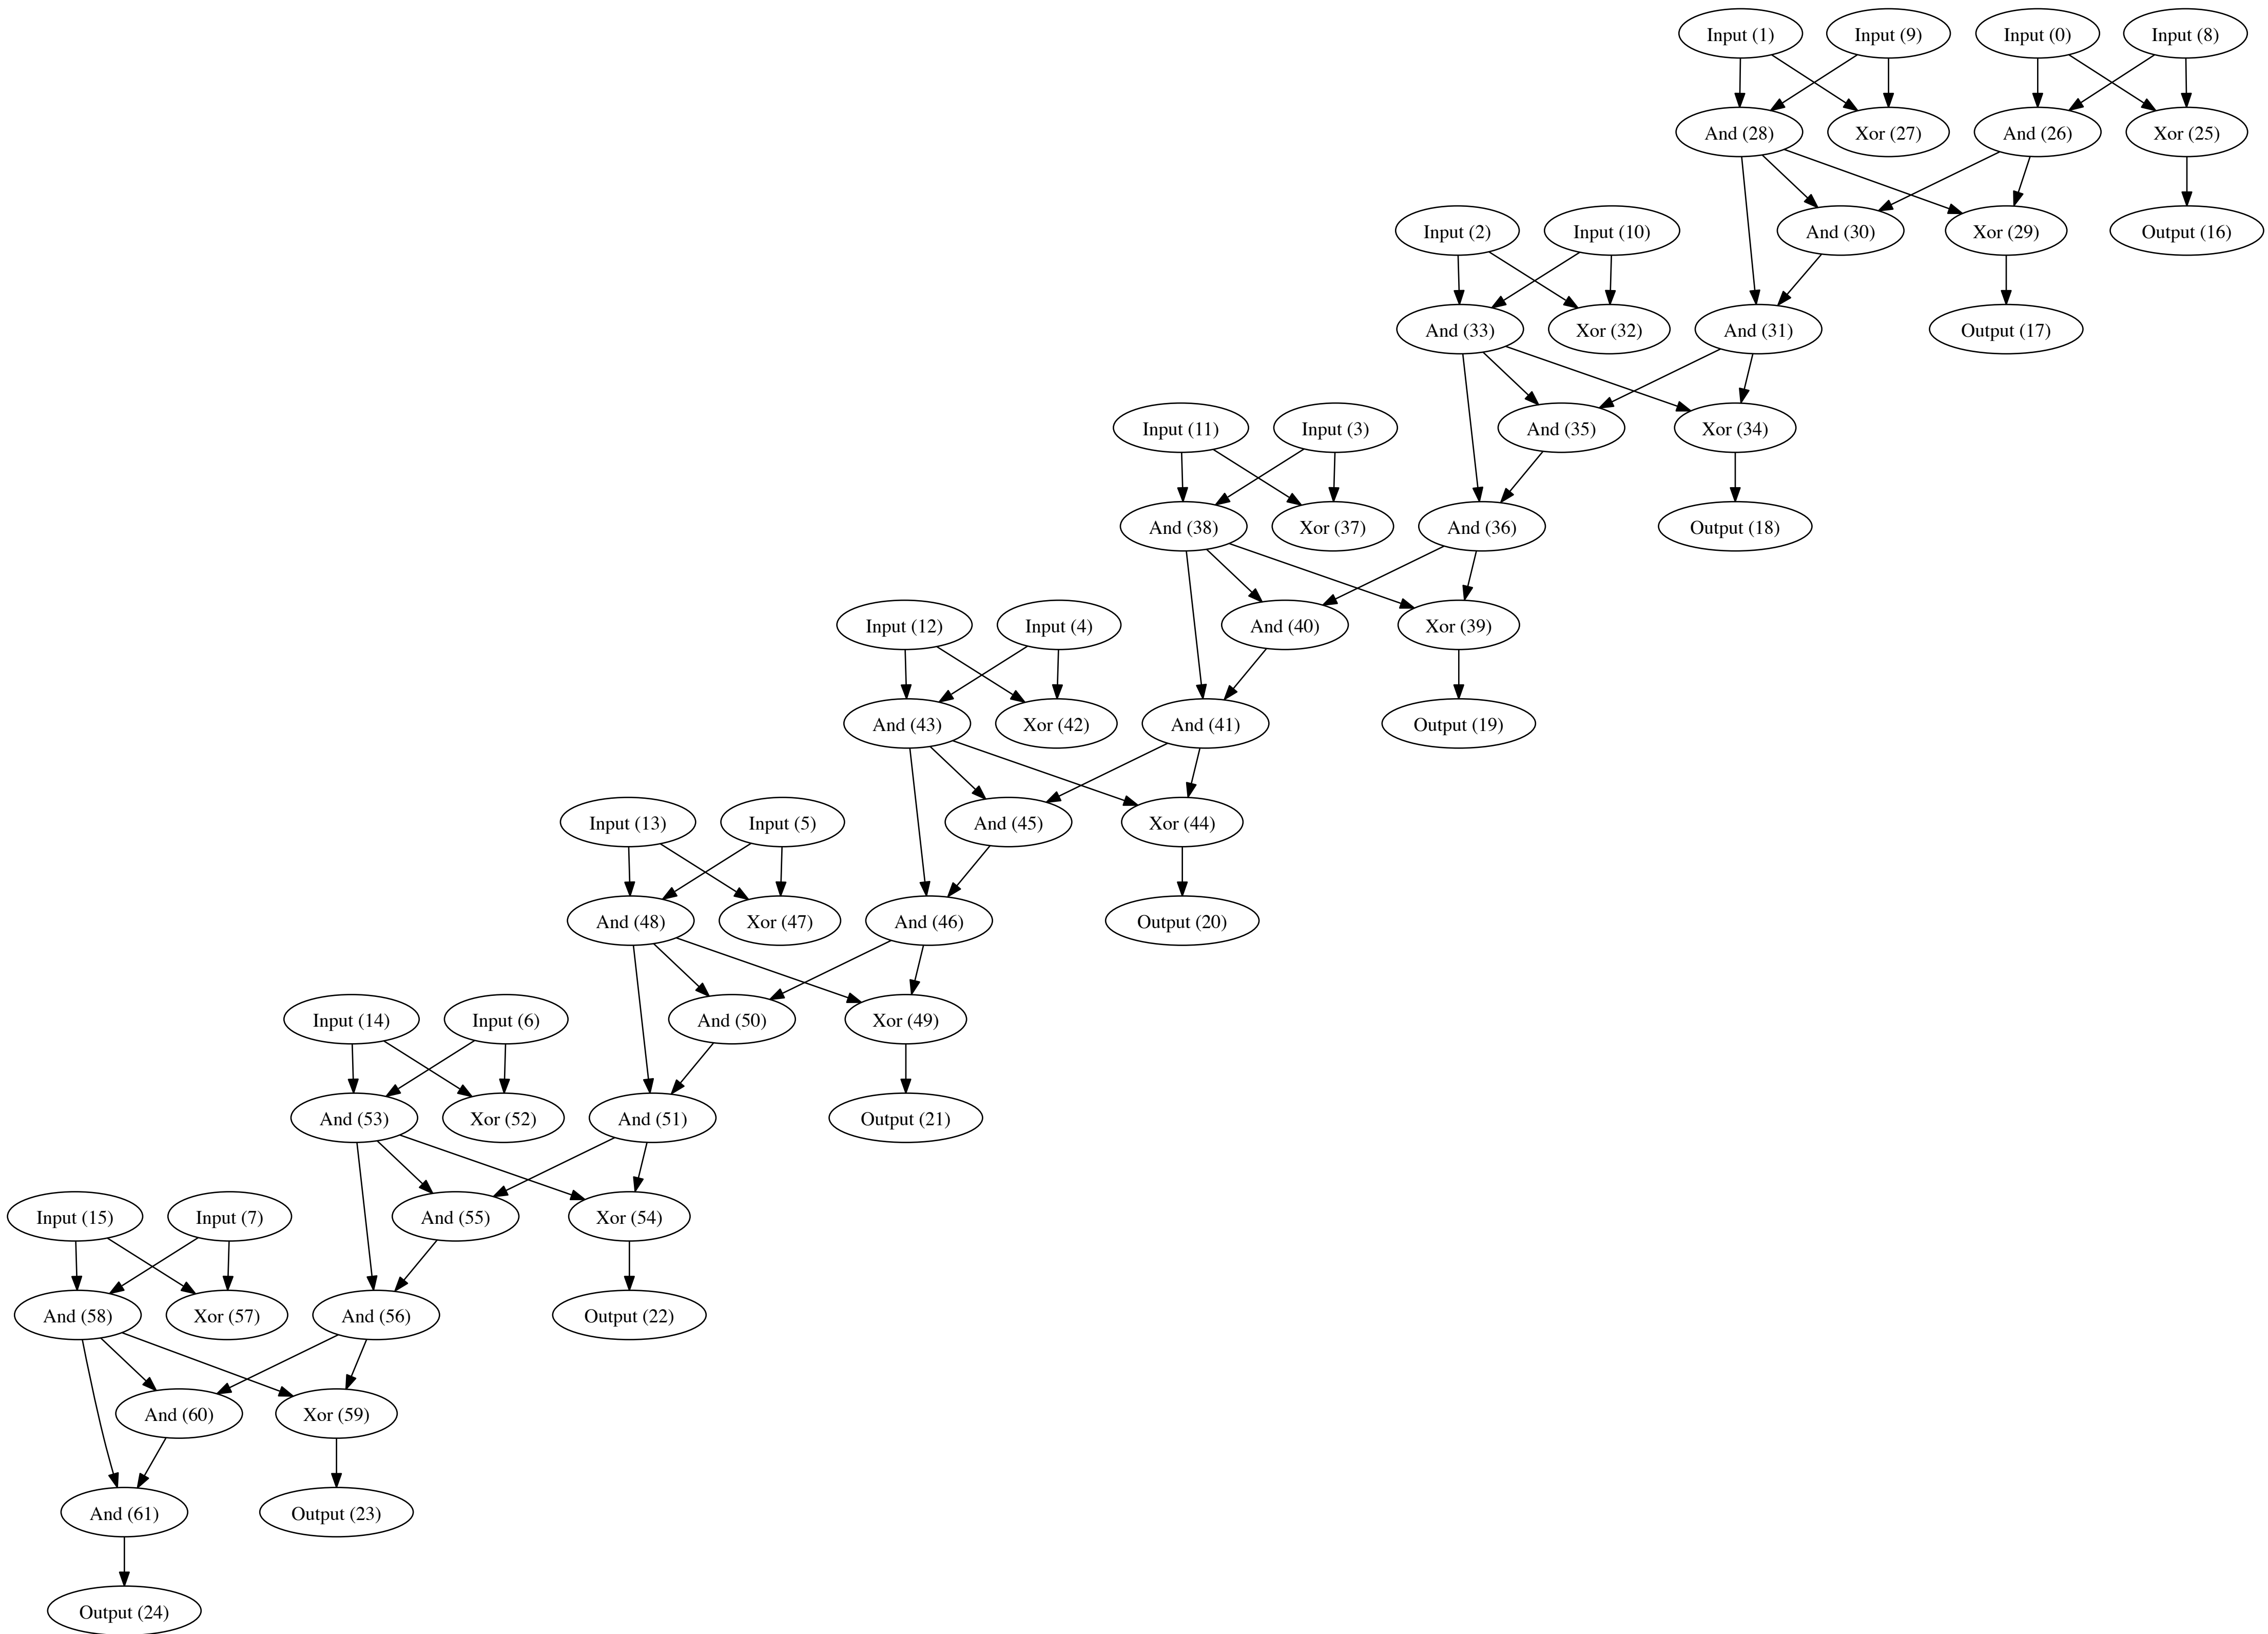 Input (1)
Input (9)
Input (0)
Input (8)
And (28)
Xor (27)
And (26)
Xor (25)
Input (2)
Input (10)
And (30)
Xor (29)
Output (16)
And (33)
Xor (32)
And (31)
Output (17)
Input (11)
Input (3)
And (35)
Xor (34)
And (38)
Xor (37)
And (36)
Output (18)
Input (12)
Input (4)
And (40)
Xor (39)
And (43)
Xor (42)
And (41)
Output (19)
Input (13)
Input (5)
And (45)
Xor (44)
And (48)
Xor (47)
And (46)
Output (20)
Input (14)
Input (6)
And (50)
Xor (49)
And (53)
Xor (52)
And (51)
Output (21)
Input (15)
Input (7)
And (55)
Xor (54)
And (58)
Xor (57)
And (56)
Output (22)
And (60)
Xor (59)
And (61)
Output (23)
Output (24)